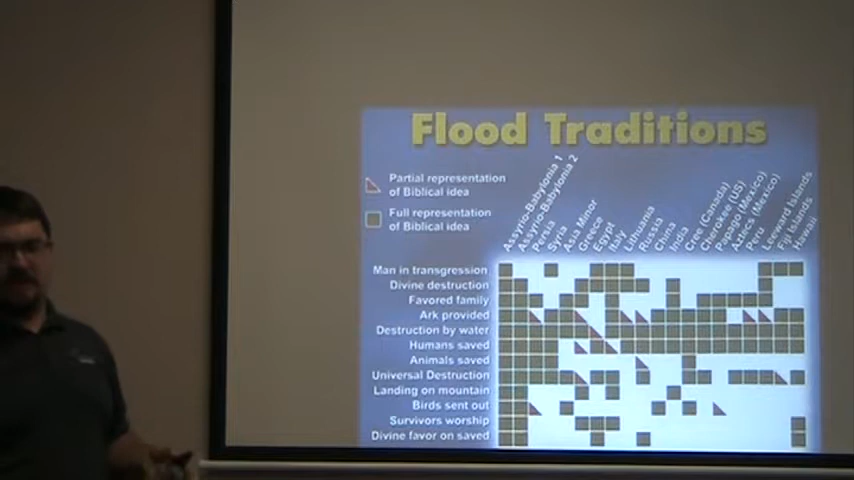 Flood Traditions
Partial representation
of Biblical idea
Full representation
of Biblical idea
Assyrio-Babylonia 1
Assyrio-Babylonia 2
Persia
Syria
Asia Minor
Greece
Egypt
Italy
Lithuania
Russia
China
India
Cree (Canada)
Cherokee (US)
Papago (Mexico)
Aztecs (Mexico)
Peru
Leeward Islands
Fiji Islands
Hawaii
Man in transgression
Divine destruction
Favored family
Ark provided
Destruction by water
Humans saved
Animals saved
Universal Destruction
Landing on mountain
Birds sent out
Survivors worship
Divine favor on saved